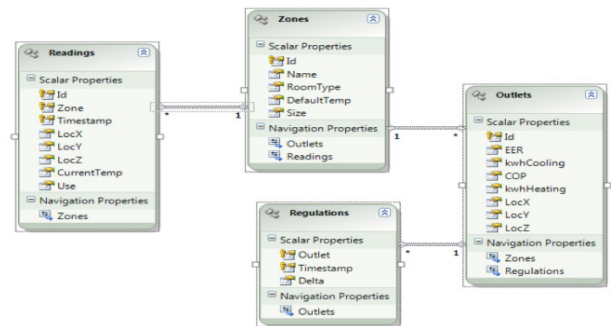 Readings
Scalar Properties
Id
Zone
Timestamp
LocX
LocY
LocZ
CurrentTemp
Use
Navigation Properties
Zones
* 1
Zones
Scalar Properties
Id
Name
RoomType
DefaultTemp
Size
Navigation Properties
Outlets
Readings
1 *
Outlets
Scalar Properties
Id
EER
kwhCooling
COP
kwhHeating
LocX
LocY
LocZ
Navigation Properties
Zones
Regulations
Regulations
Scalar Properties
Outlet
Timestamp
Delta
Navigation Properties
Outlets
* 1